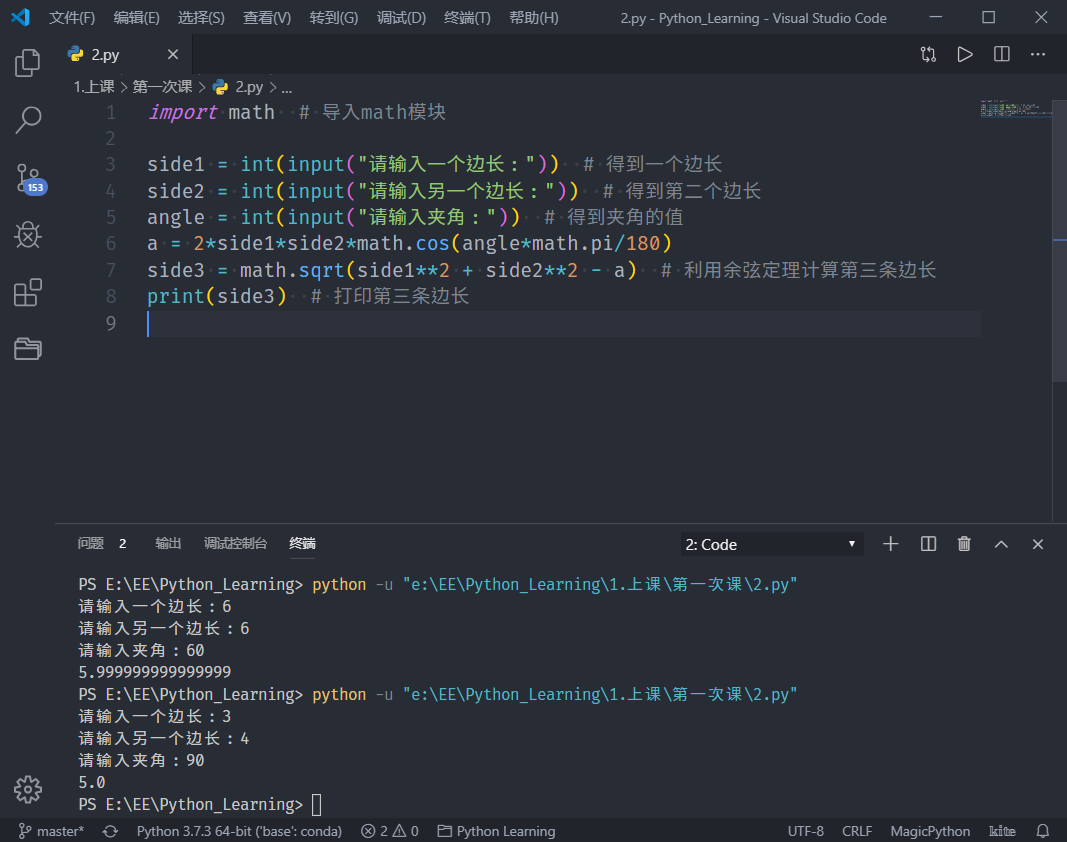 文件(F) 编辑(E) 选择(S) 查看(V) 转到(G) 调试(D) 终端(T) 帮助(H) 2.py - Python_Learning - Visual Studio Code
2.py
1.上课 > 第一次课 > 2.py > ...
153
1 import math # 导入math模块
2
3 side1 = int(input("请输入一个边长：")) # 得到一个边长
4 side2 = int(input("请输入另一个边长：")) # 得到第二个边长
5 angle = int(input("请输入夹角：")) # 得到夹角的值
6 a = 2*side1*side2*math.cos(angle*math.pi/180)
7 side3 = math.sqrt(side1**2 + side2**2 - a) # 利用余弦定理计算第三条边长
8 print(side3) # 打印第三条边长
9
问题 2 输出 调试控制台 终端 2: Code
PS E:\EE\Python_Learning> python -u "e:\EE\Python_Learning\1.上课\第一次课\2.py"
请输入一个边长：6
请输入另一个边长：6
请输入夹角：60
5.999999999999999
PS E:\EE\Python_Learning> python -u "e:\EE\Python_Learning\1.上课\第一次课\2.py"
请输入一个边长：3
请输入另一个边长：4
请输入夹角：90
5.0
PS E:\EE\Python_Learning>
master* Python 3.7.3 64-bit ('base': conda) 2 0 Python Learning UTF-8 CRLF MagicPython kite